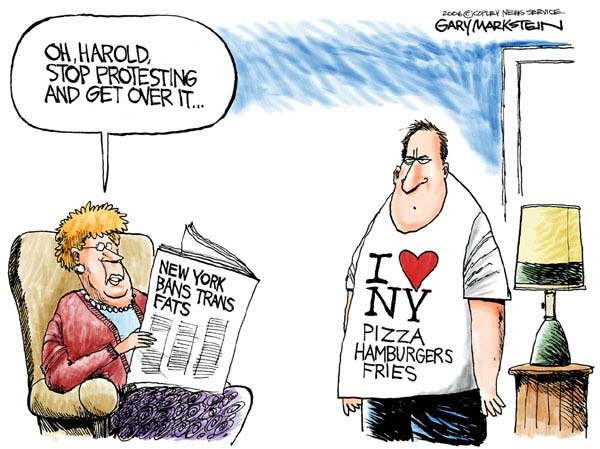 2006 © COPLEY NEWS SERVICE
GARY MARKSTEIN
OH, HAROLD,
STOP PROTESTING
AND GET OVER IT...
NEW YORK
BANS TRANS
FATS
I ♥
NY
PIZZA
HAMBURGERS
FRIES